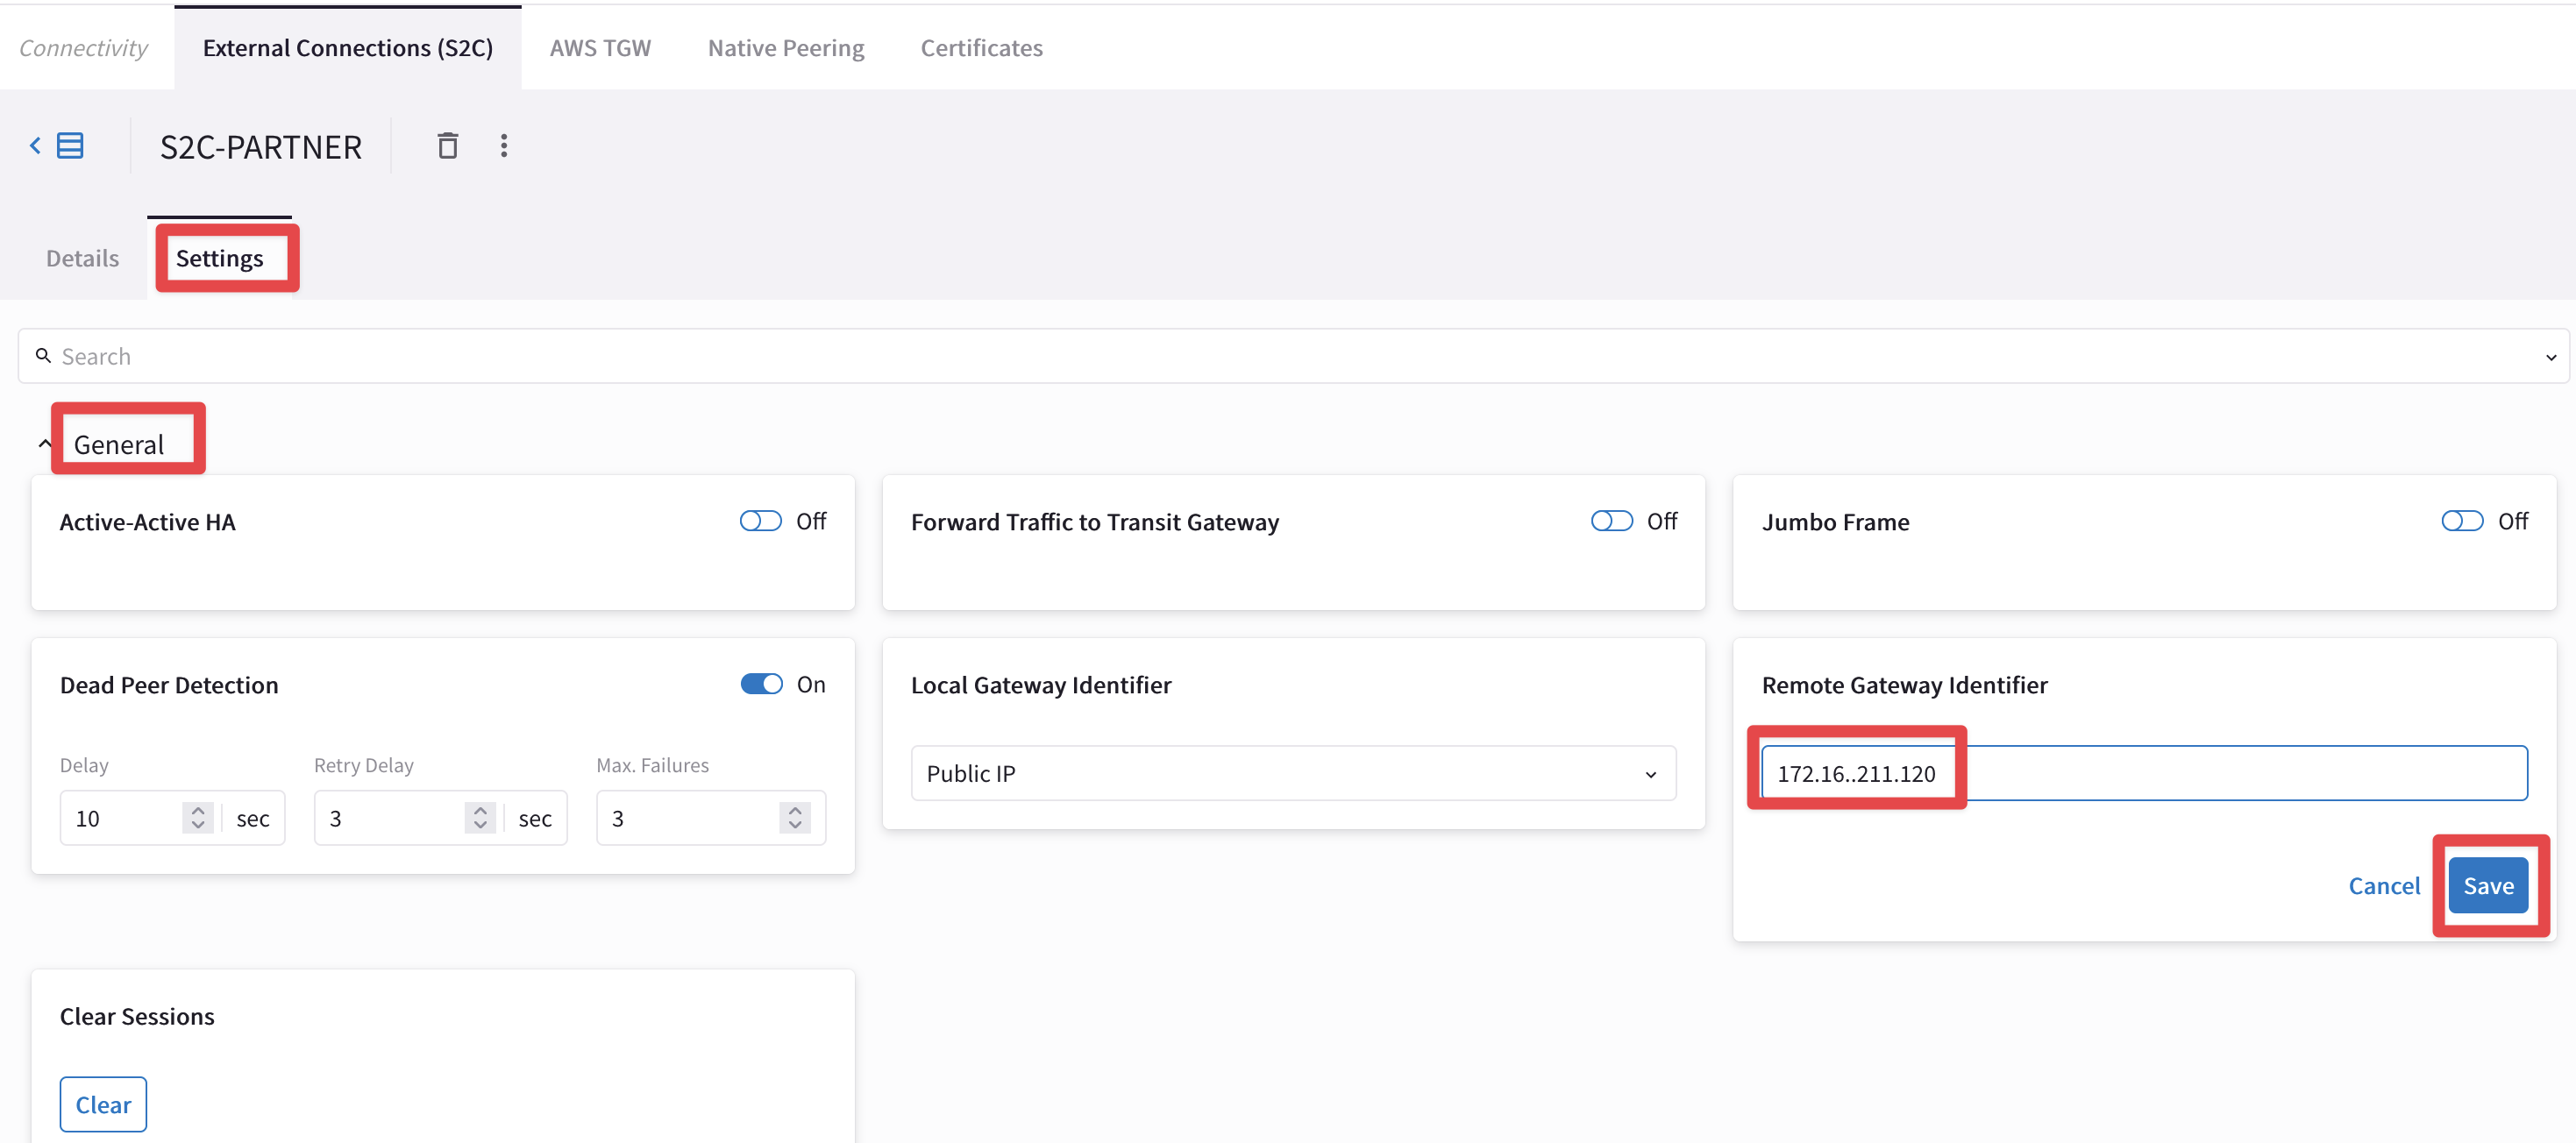 Connectivity
External Connections (S2C)
AWS TGW
Native Peering
Certificates
S2C-PARTNER
Details
Settings
Search
General
Active-Active HA
Off
Forward Traffic to Transit Gateway
Off
Jumbo Frame
Off
Dead Peer Detection
On
Delay
10
sec
Retry Delay
3
sec
Max. Failures
3
Local Gateway Identifier
Public IP
Remote Gateway Identifier
172.16..211.120
Cancel
Save
Clear Sessions
Clear